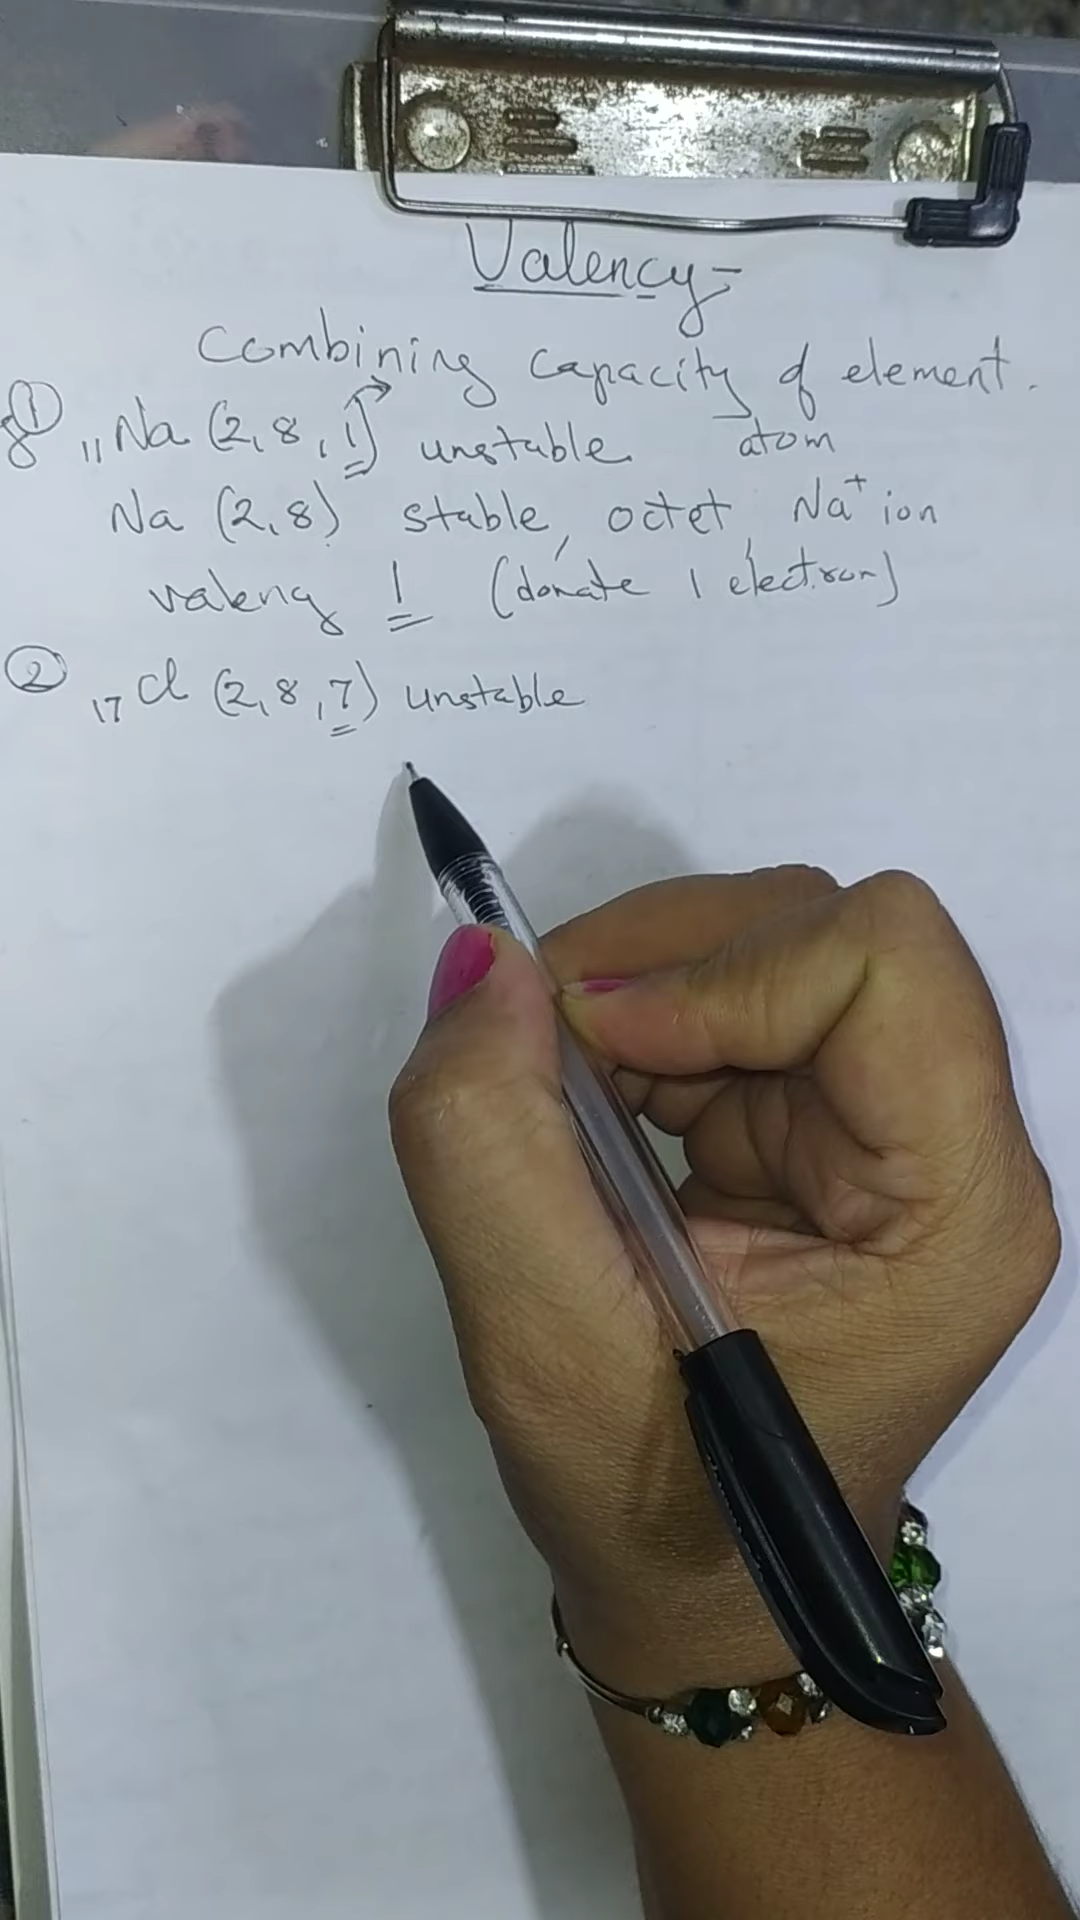 Valency-
Combining capacity of element.
eg ① 11Na (2,8,1) unstable atom
Na (2,8) stable, octet, Na+ ion
valency 1 (donate 1 electron)
② 17Cl (2,8,7) unstable